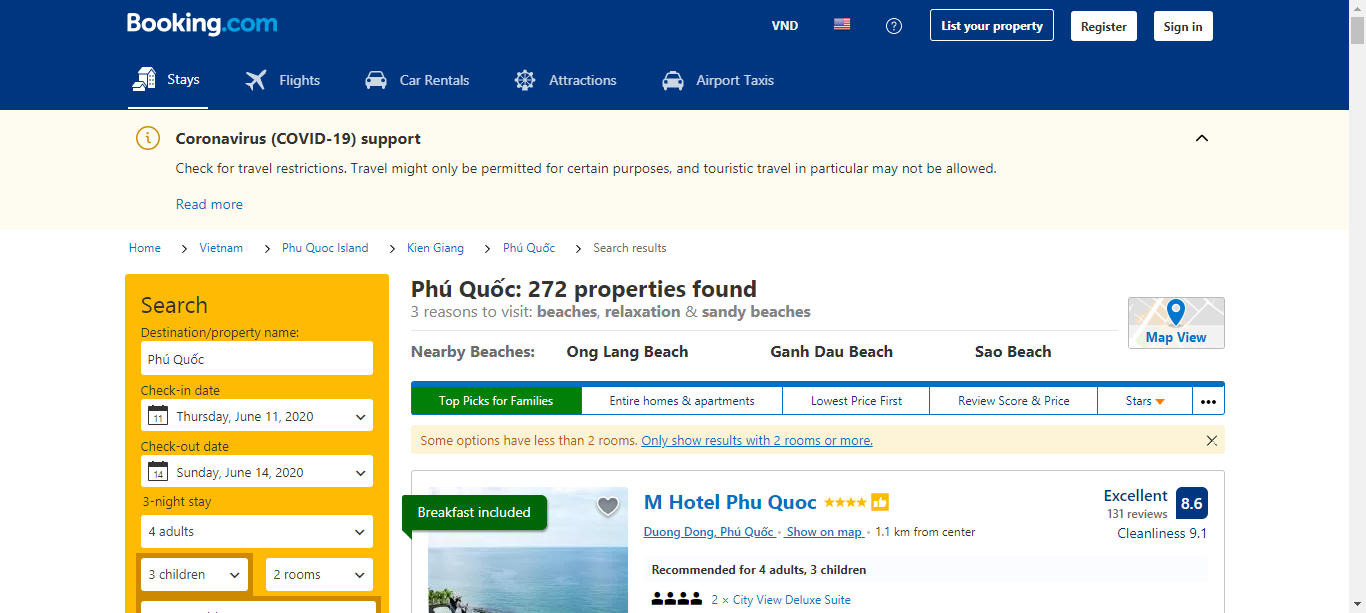 Booking.com
VND
List your property
Register
Sign in
Stays
Flights
Car Rentals
Attractions
Airport Taxis
Coronavirus (COVID-19) support
Check for travel restrictions. Travel might only be permitted for certain purposes, and touristic travel in particular may not be allowed.
Read more
Home > Vietnam > Phu Quoc Island > Kien Giang > Phú Quốc > Search results
Search
Destination/property name:
Phú Quốc
Check-in date
11 Thursday, June 11, 2020
Check-out date
14 Sunday, June 14, 2020
3-night stay
4 adults
3 children
2 rooms
Phú Quốc: 272 properties found
3 reasons to visit: beaches, relaxation & sandy beaches
Map View
Nearby Beaches: Ong Lang Beach Ganh Dau Beach Sao Beach
Top Picks for Families
Entire homes & apartments
Lowest Price First
Review Score & Price
Stars
Some options have less than 2 rooms. Only show results with 2 rooms or more.
Breakfast included
M Hotel Phu Quoc
Duong Dong, Phú Quốc • Show on map • 1.1 km from center
Excellent
131 reviews
8.6
Cleanliness 9.1
Recommended for 4 adults, 3 children
2 × City View Deluxe Suite